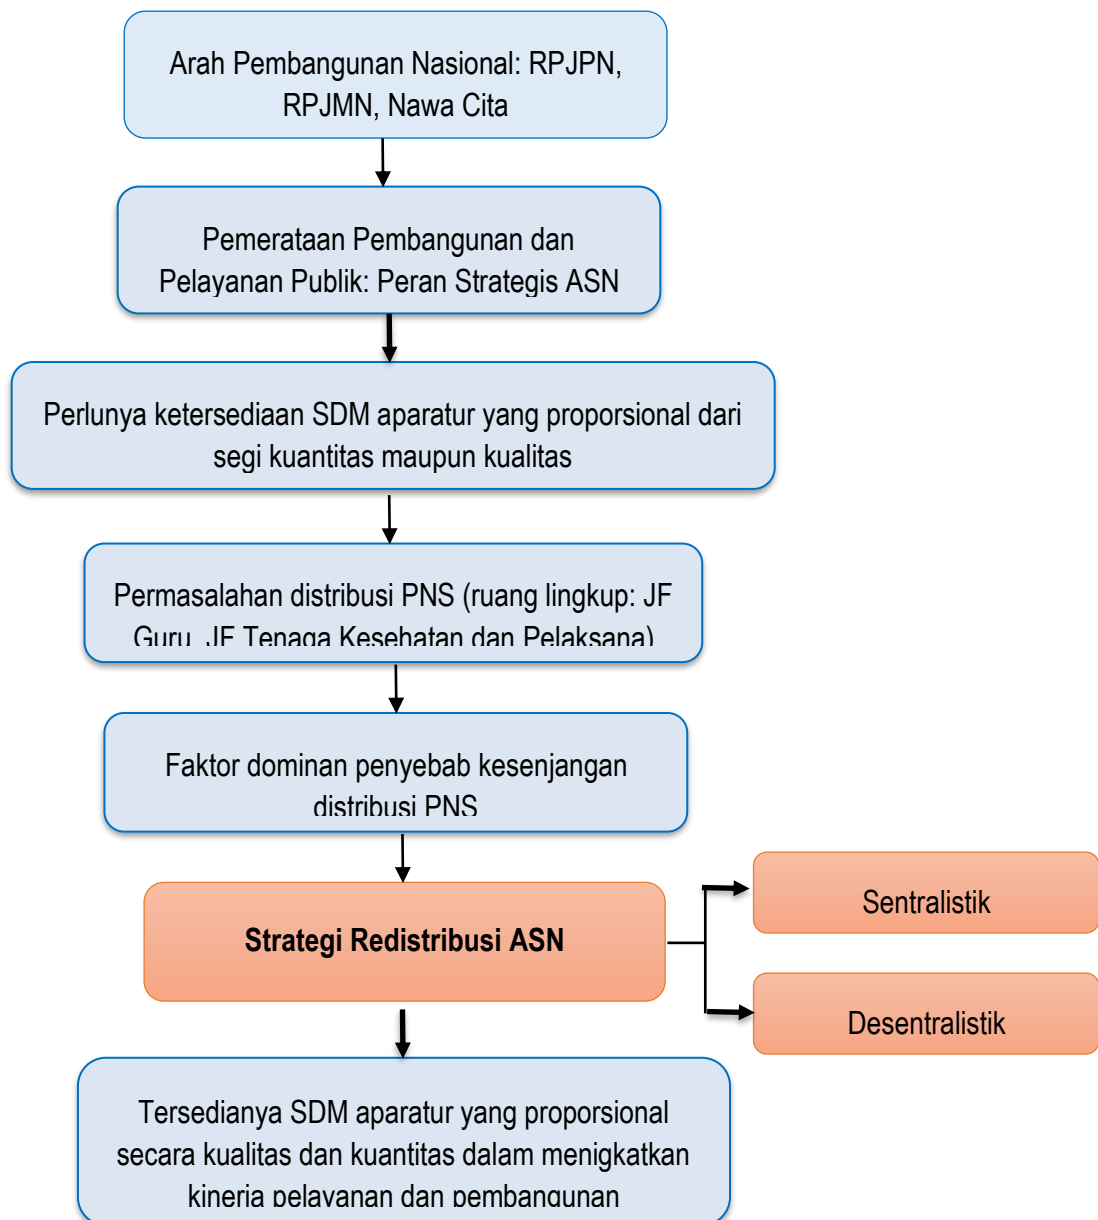 Arah Pembangunan Nasional: RPJPN,
RPJMN, Nawa Cita
Pemerataan Pembangunan dan
Pelayanan Publik: Peran Strategis ASN
Perlunya ketersediaan SDM aparatur yang proporsional dari
segi kuantitas maupun kualitas
Permasalahan distribusi PNS (ruang lingkup: JF
Guru, JF Tenaga Kesehatan dan Pelaksana)
Faktor dominan penyebab kesenjangan
distribusi PNS
Strategi Redistribusi ASN
Sentralistik
Desentralistik
Tersedianya SDM aparatur yang proporsional
secara kualitas dan kuantitas dalam menigkatkan
kinerja pelayanan dan pembangunan